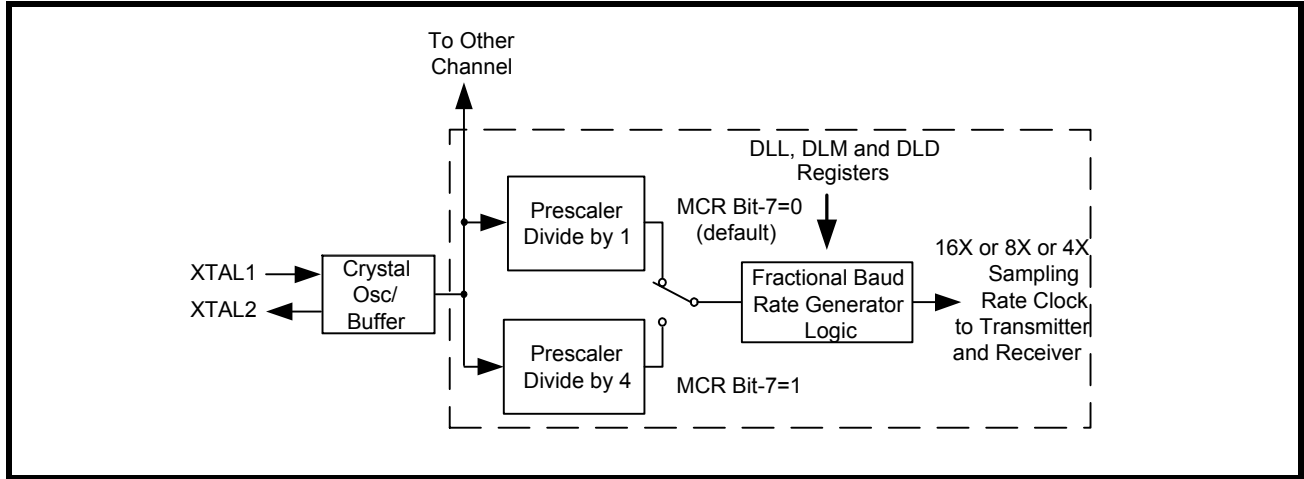 To Other
Channel
DLL, DLM and DLD
Registers
Prescaler
Divide by 1
MCR Bit-7=0
(default)
16X or 8X or 4X
Sampling
Rate Clock
to Transmitter
and Receiver
XTAL1
XTAL2
Crystal
Osc/
Buffer
Fractional Baud
Rate Generator
Logic
Prescaler
Divide by 4
MCR Bit-7=1